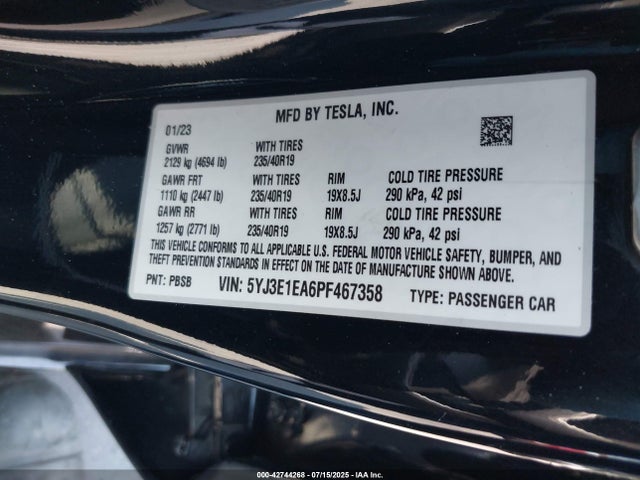 MFD BY TESLA, INC.
01/23
GVWR WITH TIRES
2129 kg (4694 lb) 235/40R19
GAWR FRT WITH TIRES RIM COLD TIRE PRESSURE
1110 kg (2447 lb) 235/40R19 19X8.5J 290 kPa, 42 psi
GAWR RR WITH TIRES RIM COLD TIRE PRESSURE
1257 kg (2771 lb) 235/40R19 19X8.5J 290 kPa, 42 psi
THIS VEHICLE CONFORMS TO ALL APPLICABLE U.S. FEDERAL MOTOR VEHICLE SAFETY, BUMPER, AND
THEFT PREVENTION STANDARDS IN EFFECT ON THE DATE OF MANUFACTURE SHOWN ABOVE.
PNT: PBSB VIN: 5YJ3E1EA6PF467358 TYPE: PASSENGER CAR
000-42744268 - 07/15/2025 - IAA Inc.